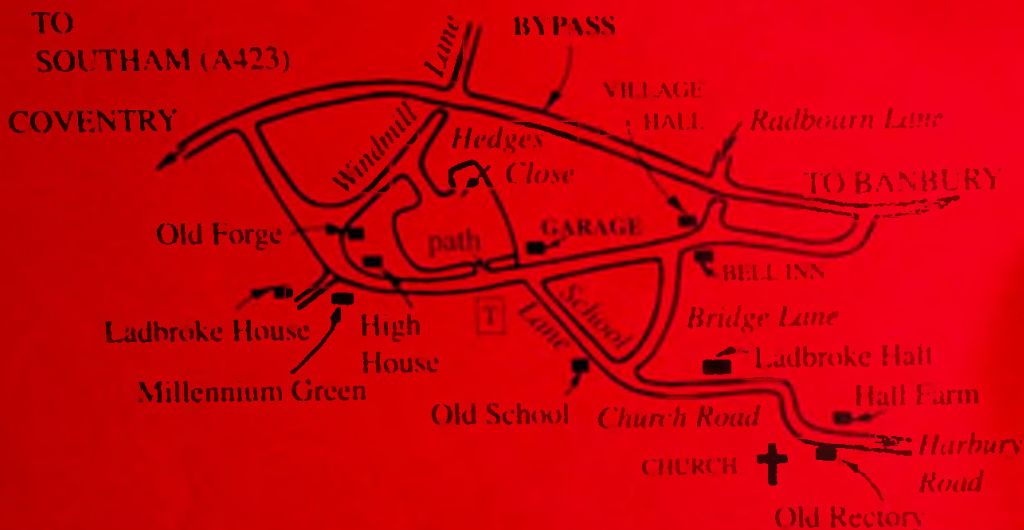 TO
SOUTHAM (A423)
COVENTRY
BYPASS
Windmill Lane
VILLAGE
HALL
Radbourn Lane
Hedges
Close
TO BANBURY
Old Forge
path
GARAGE
BELL INN
Ladbroke House
High
House
T
School
Lane
Bridge Lane
Ladbroke Hall
Millennium Green
Old School
Church Road
Hall Farm
CHURCH
Harbury
Road
Old Rectory